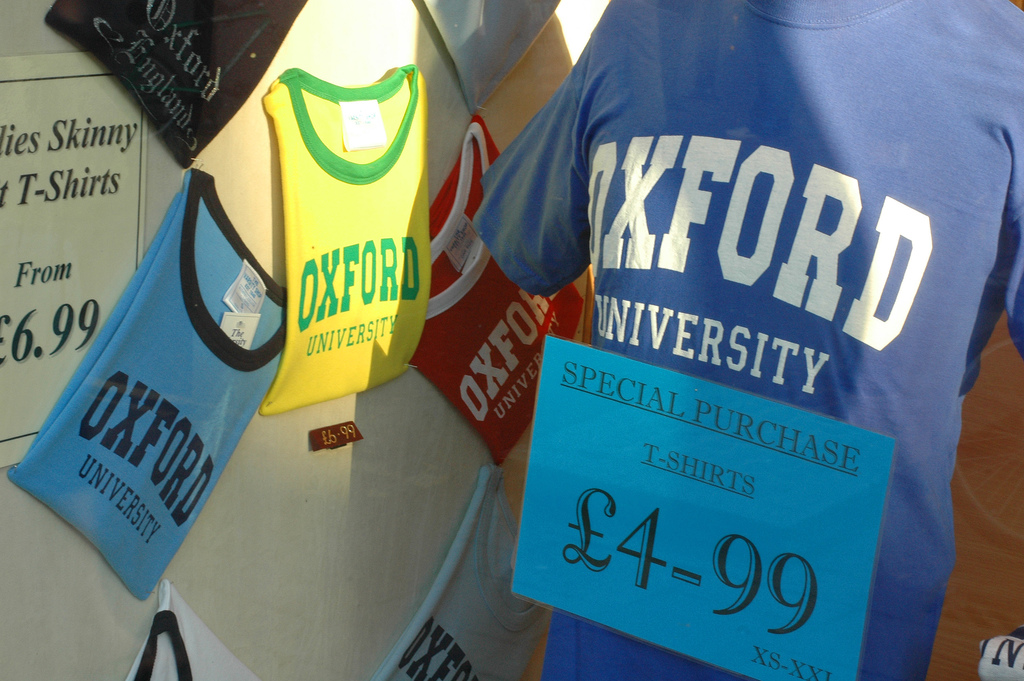 Oxford
England
Skinny
T-Shirts
From
£6.99
OXFORD
UNIVERSITY
OXFORD
UNIVERSITY
£6.99
OXFORD
UNIVERSITY
OXFORD
UNIVERSITY
SPECIAL PURCHASE
T-SHIRTS
£4-99
XS-XXL
OXFO